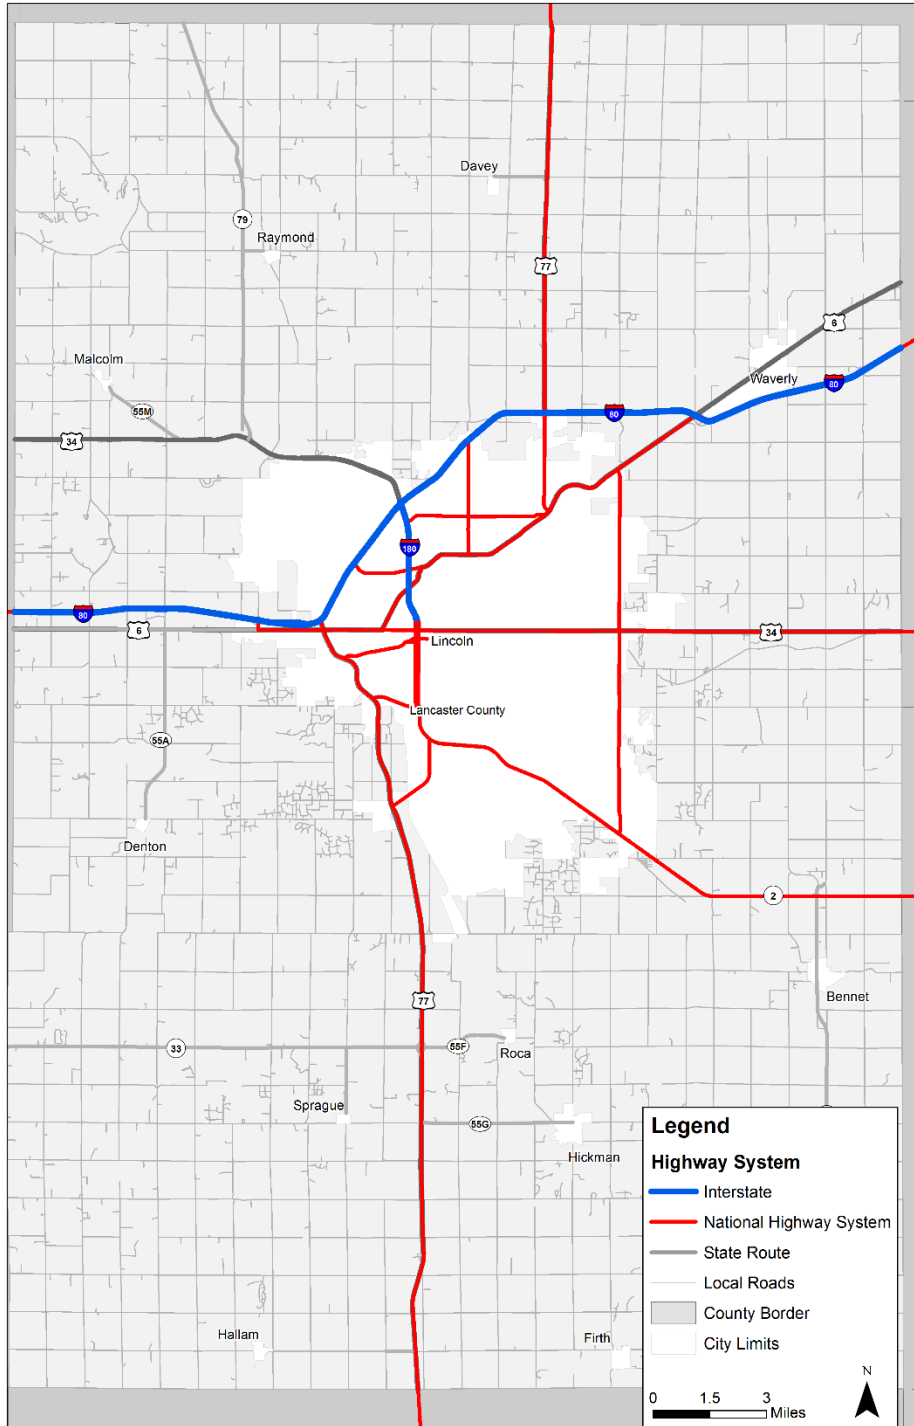 Davey
79
Raymond
77
6
Malcolm
Waverly
80
55M
80
34
180
80
6
34
Lincoln
Lancaster County
55A
Denton
2
77
Bennet
33
55F
Roca
Sprague
55G
Hickman
Hallam
Firth
Legend
Highway System
Interstate
National Highway System
State Route
Local Roads
County Border
City Limits
N
0 1.5 3
Miles